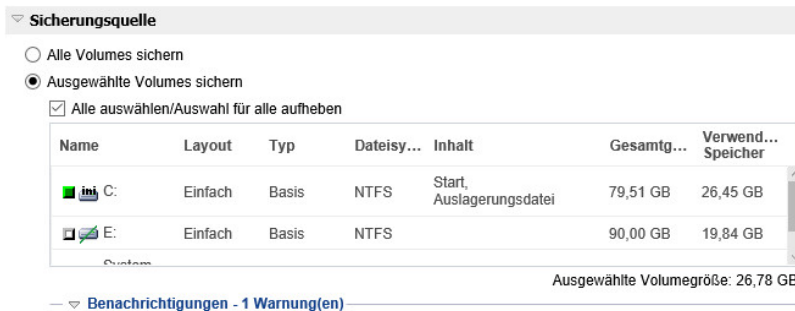 Sicherungsquelle
Alle Volumes sichern
Ausgewählte Volumes sichern
Alle auswählen/Auswahl für alle aufheben
Name Layout Typ Dateisy... Inhalt Gesamtg... Verwend... Speicher
C: Einfach Basis NTFS Start, Auslagerungsdatei 79,51 GB 26,45 GB
E: Einfach Basis NTFS 90,00 GB 19,84 GB
System
Ausgewählte Volumegröße: 26,78 GB
Benachrichtigungen - 1 Warnung(en)